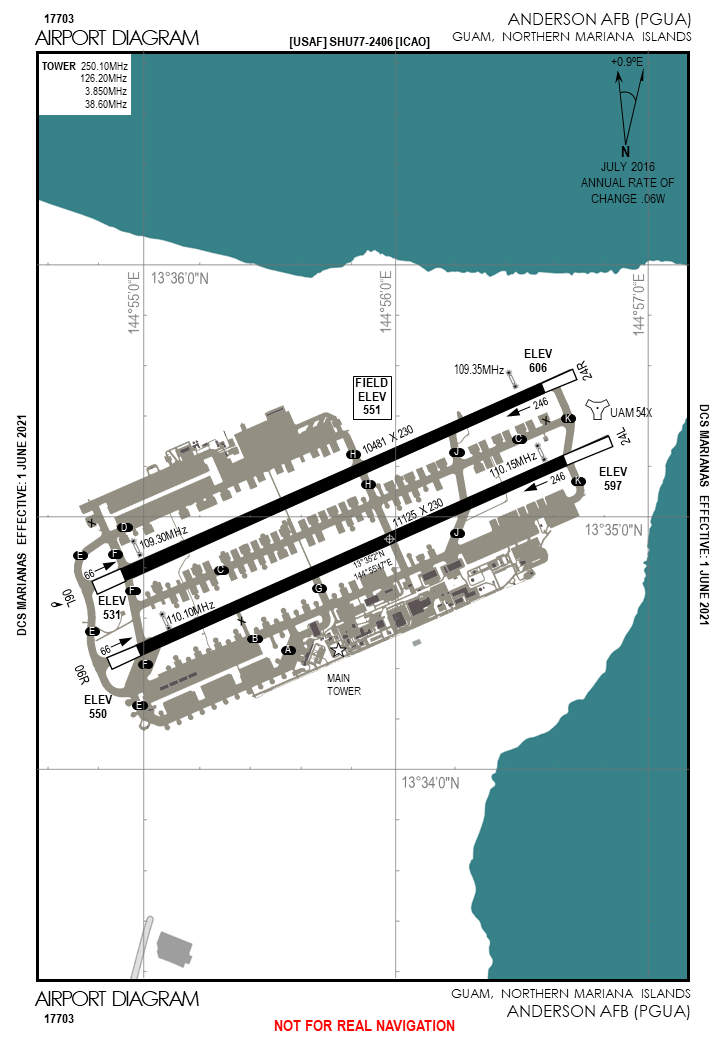 17703
AIRPORT DIAGRAM
[USAF] SHU77-2406 [ICAO]
ANDERSON AFB (PGUA)
GUAM, NORTHERN MARIANA ISLANDS
TOWER 250.10MHz
126.20MHz
3.850MHz
38.60MHz
+0.9ºE
N
JULY 2016
ANNUAL RATE OF
CHANGE .06W
13°36'0"N
144°55'0"E
144°56'0"E
144°57'0"E
ELEV
606
109.35MHz
24R
FIELD
ELEV
551
246
UAM 54X
K
10481 X 230
J
C
X
24L
H
110.15MHz
246
ELEV
597
K
H
11125 X 230
13°35'0"N
X
D
109.30MHz
J
E
F
13°35'2"N
144°55'47"E
66
C
F
G
06L
ELEV
531
110.10MHz
X
E
B
66
A
F
06R
MAIN
TOWER
ELEV
550
E
13°34'0"N
DCS MARIANAS EFFECTIVE: 1 JUNE 2021
DCS MARIANAS EFFECTIVE: 1 JUNE 2021
AIRPORT DIAGRAM
17703
NOT FOR REAL NAVIGATION
GUAM, NORTHERN MARIANA ISLANDS
ANDERSON AFB (PGUA)